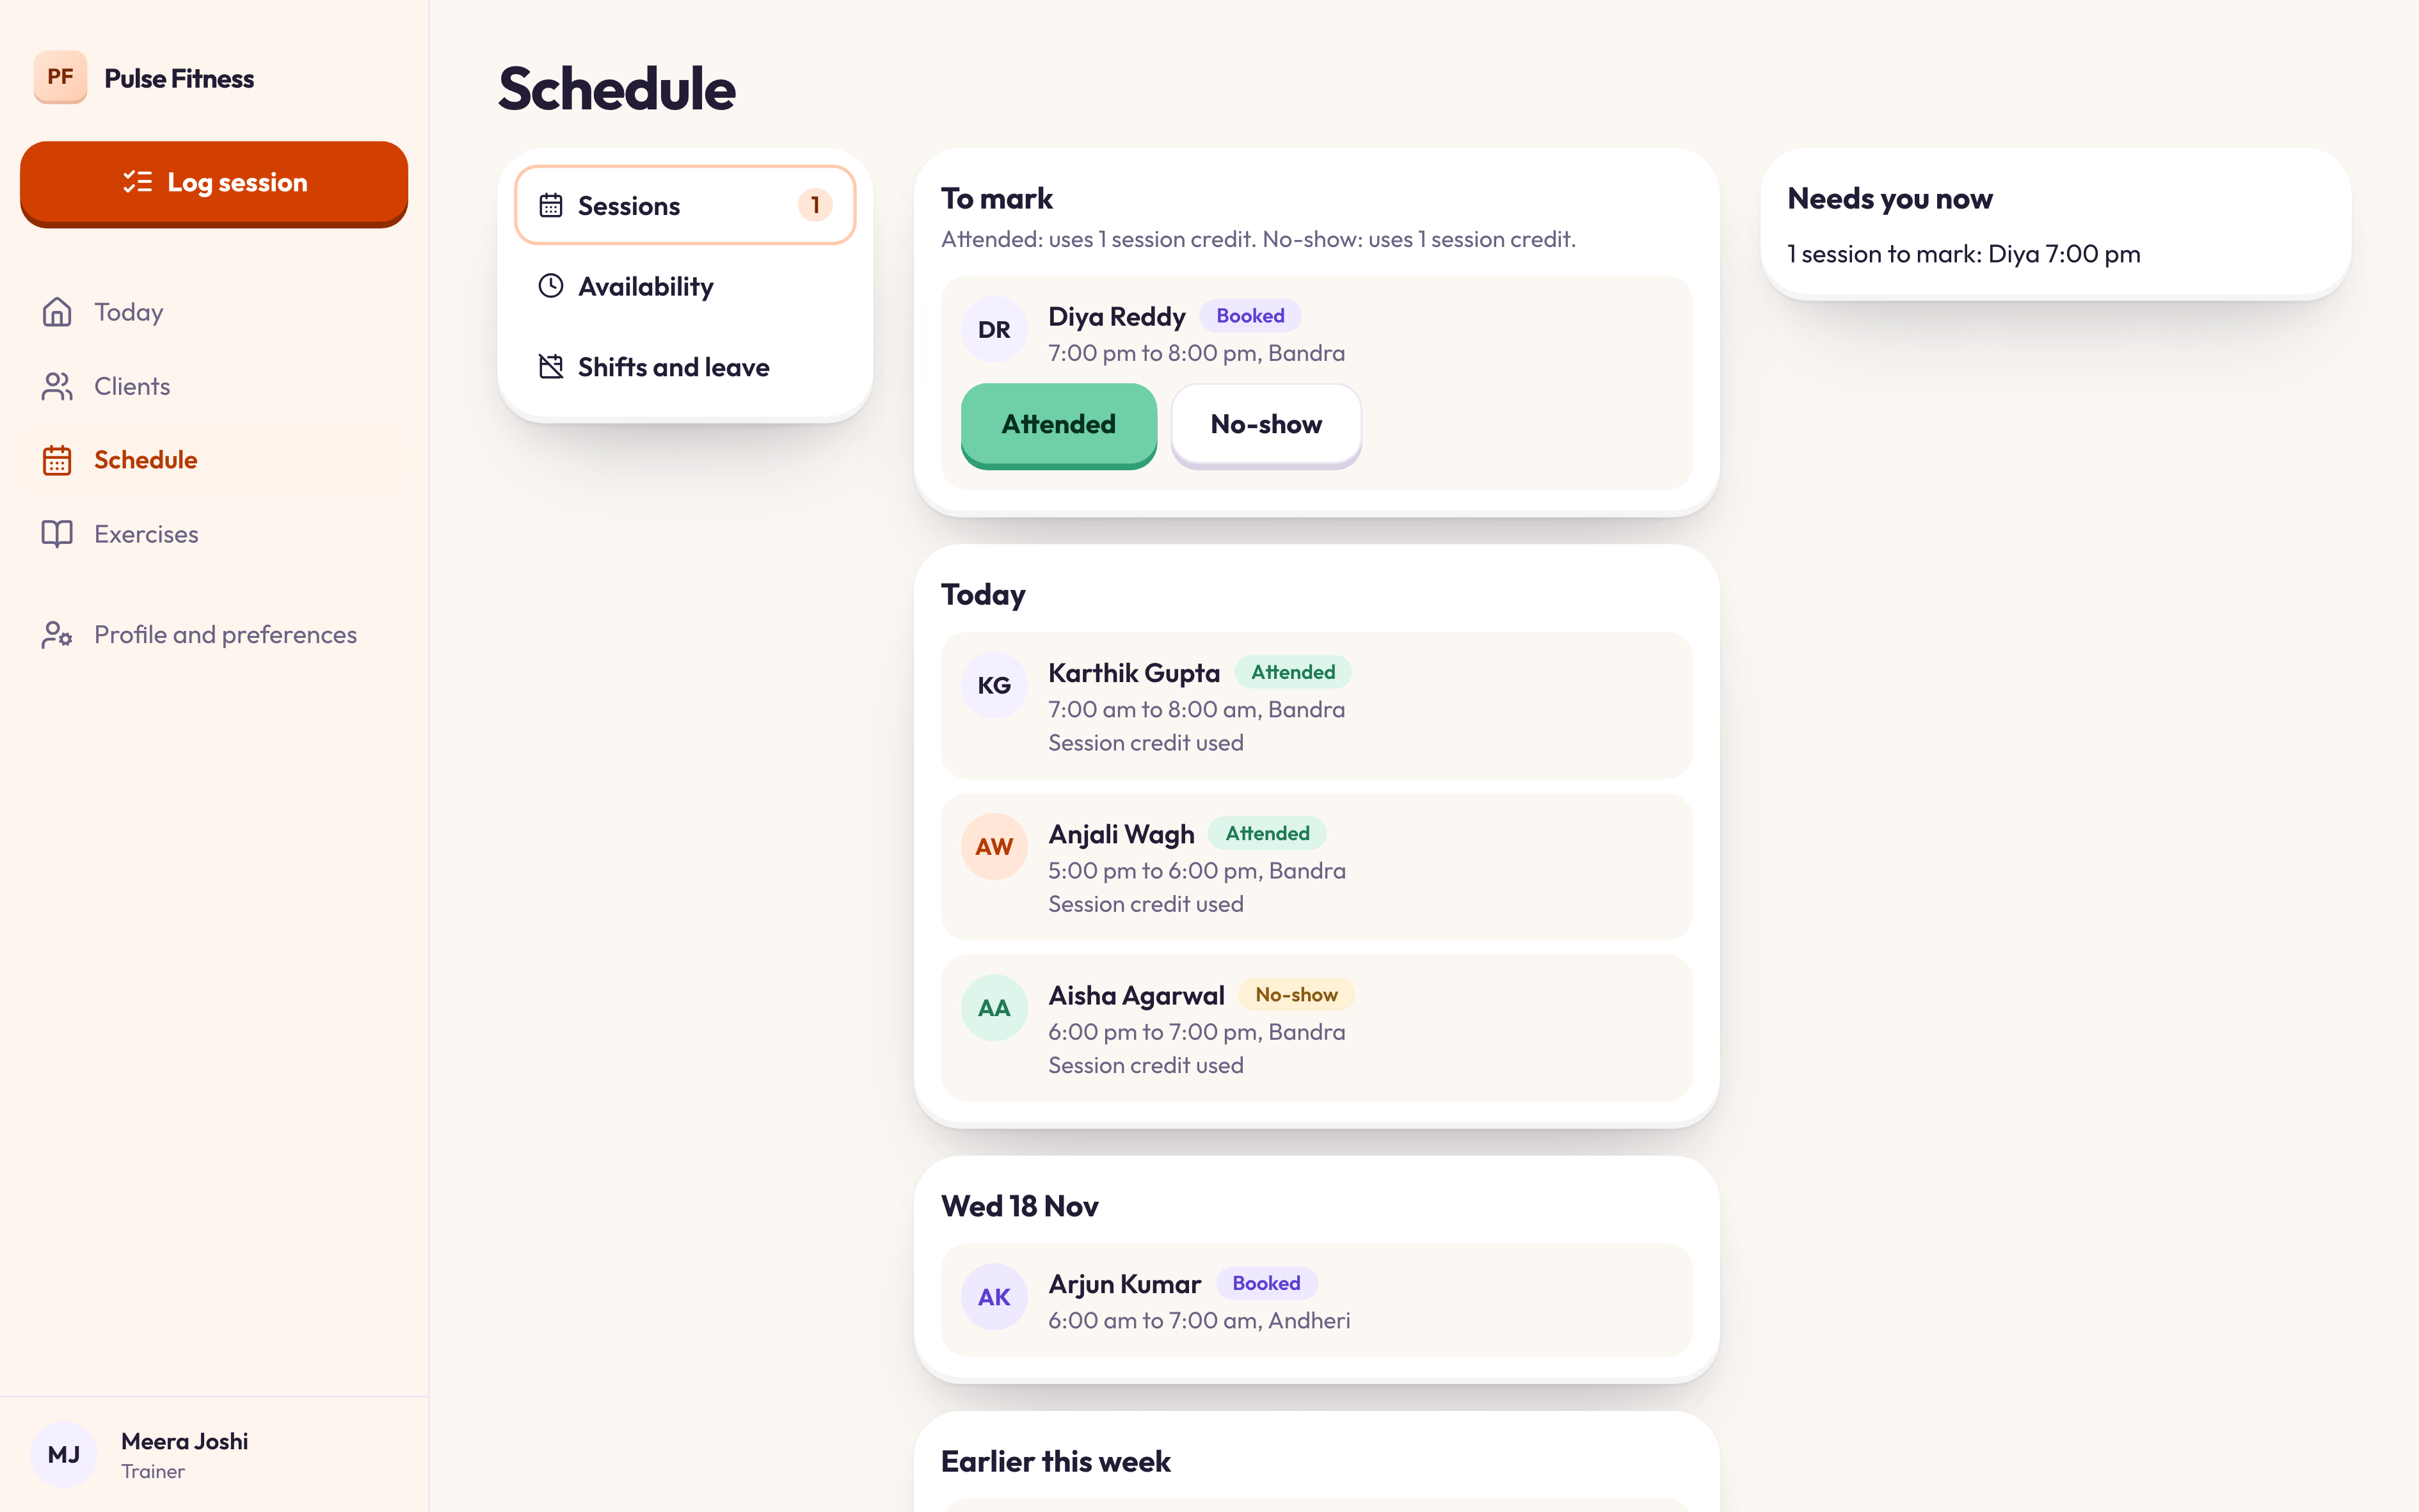 PF
Pulse Fitness
Log session
Today
Clients
Schedule
Exercises
Profile and preferences
MJ
Meera Joshi
Trainer
Schedule
Sessions 1
Availability
Shifts and leave
To mark
Attended: uses 1 session credit. No-show: uses 1 session credit.
DR
Diya Reddy Booked
7:00 pm to 8:00 pm, Bandra
Attended No-show
Today
KG
Karthik Gupta Attended
7:00 am to 8:00 am, Bandra
Session credit used
AW
Anjali Wagh Attended
5:00 pm to 6:00 pm, Bandra
Session credit used
AA
Aisha Agarwal No-show
6:00 pm to 7:00 pm, Bandra
Session credit used
Wed 18 Nov
AK
Arjun Kumar Booked
6:00 am to 7:00 am, Andheri
Earlier this week
Needs you now
1 session to mark: Diya 7:00 pm